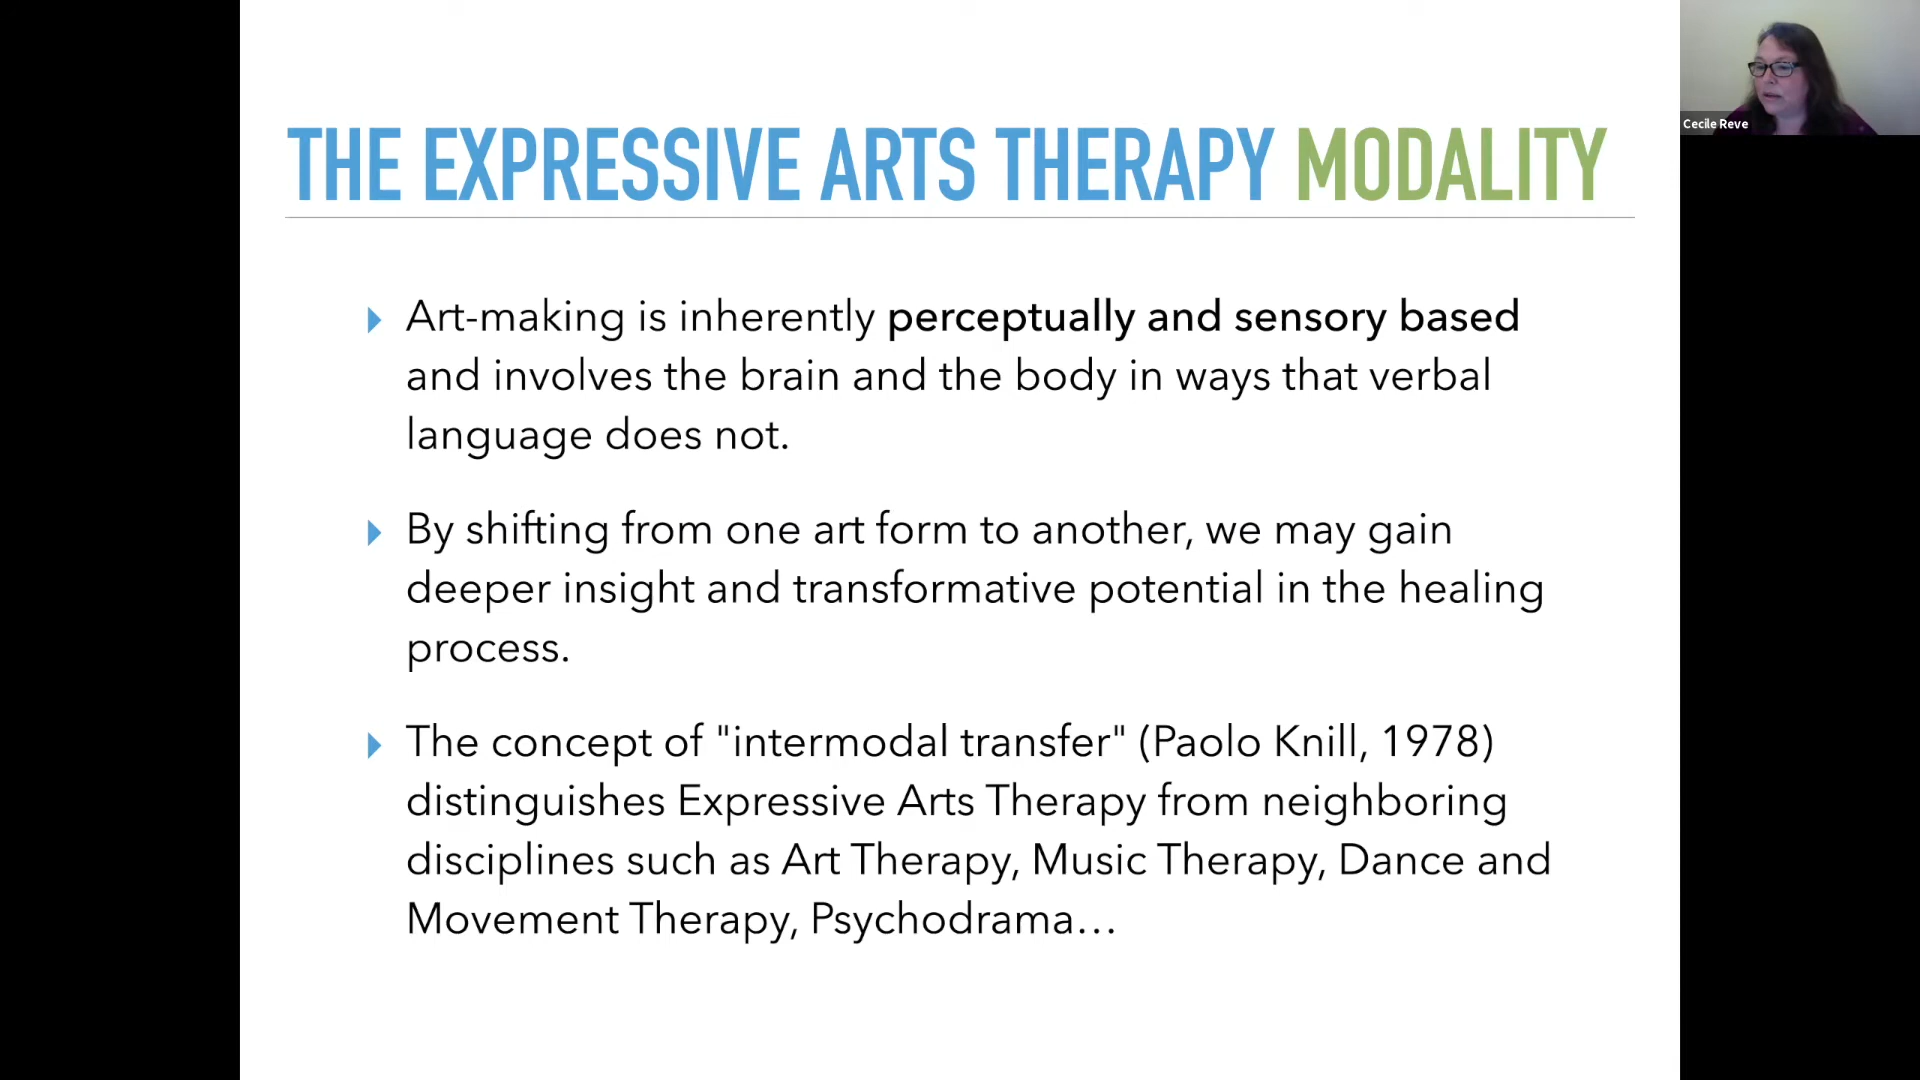 THE EXPRESSIVE ARTS THERAPY MODALITY
Cecile Reve
Art-making is inherently perceptually and sensory based
and involves the brain and the body in ways that verbal
language does not.
By shifting from one art form to another, we may gain
deeper insight and transformative potential in the healing
process.
The concept of "intermodal transfer" (Paolo Knill, 1978)
distinguishes Expressive Arts Therapy from neighboring
disciplines such as Art Therapy, Music Therapy, Dance and
Movement Therapy, Psychodrama…